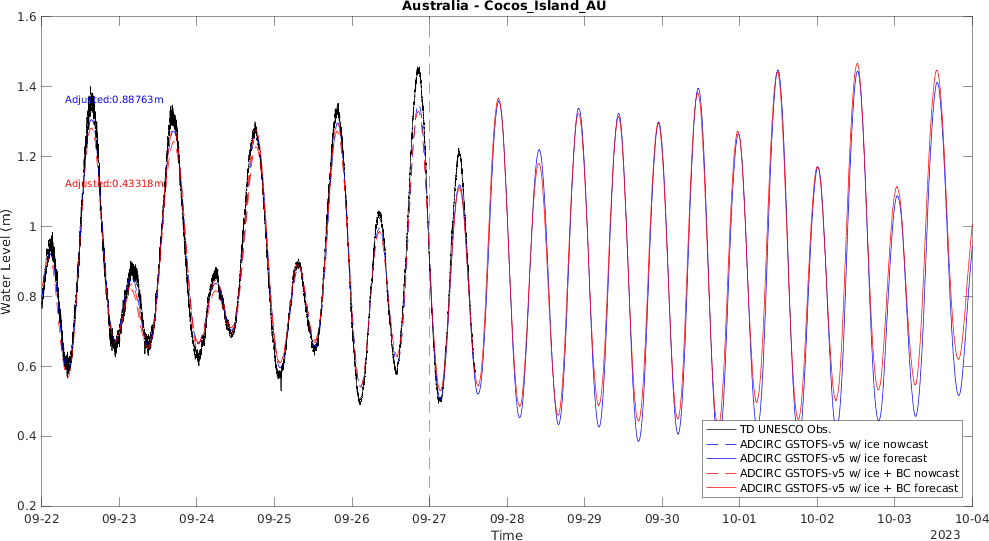 Australia - Cocos_Island_AU
1.6
1.4
1.2
1
0.8
0.6
0.4
0.2
Water Level (m)
Adjusted:0.88763m
Adjusted:0.43318m
TD UNESCO Obs.
ADCIRC GSTOFS-v5 w/ ice nowcast
ADCIRC GSTOFS-v5 w/ ice forecast
ADCIRC GSTOFS-v5 w/ ice + BC nowcast
ADCIRC GSTOFS-v5 w/ ice + BC forecast
09-22 09-23 09-24 09-25 09-26 09-27 09-28 09-29 09-30 10-01 10-02 10-03 10-04
Time
2023